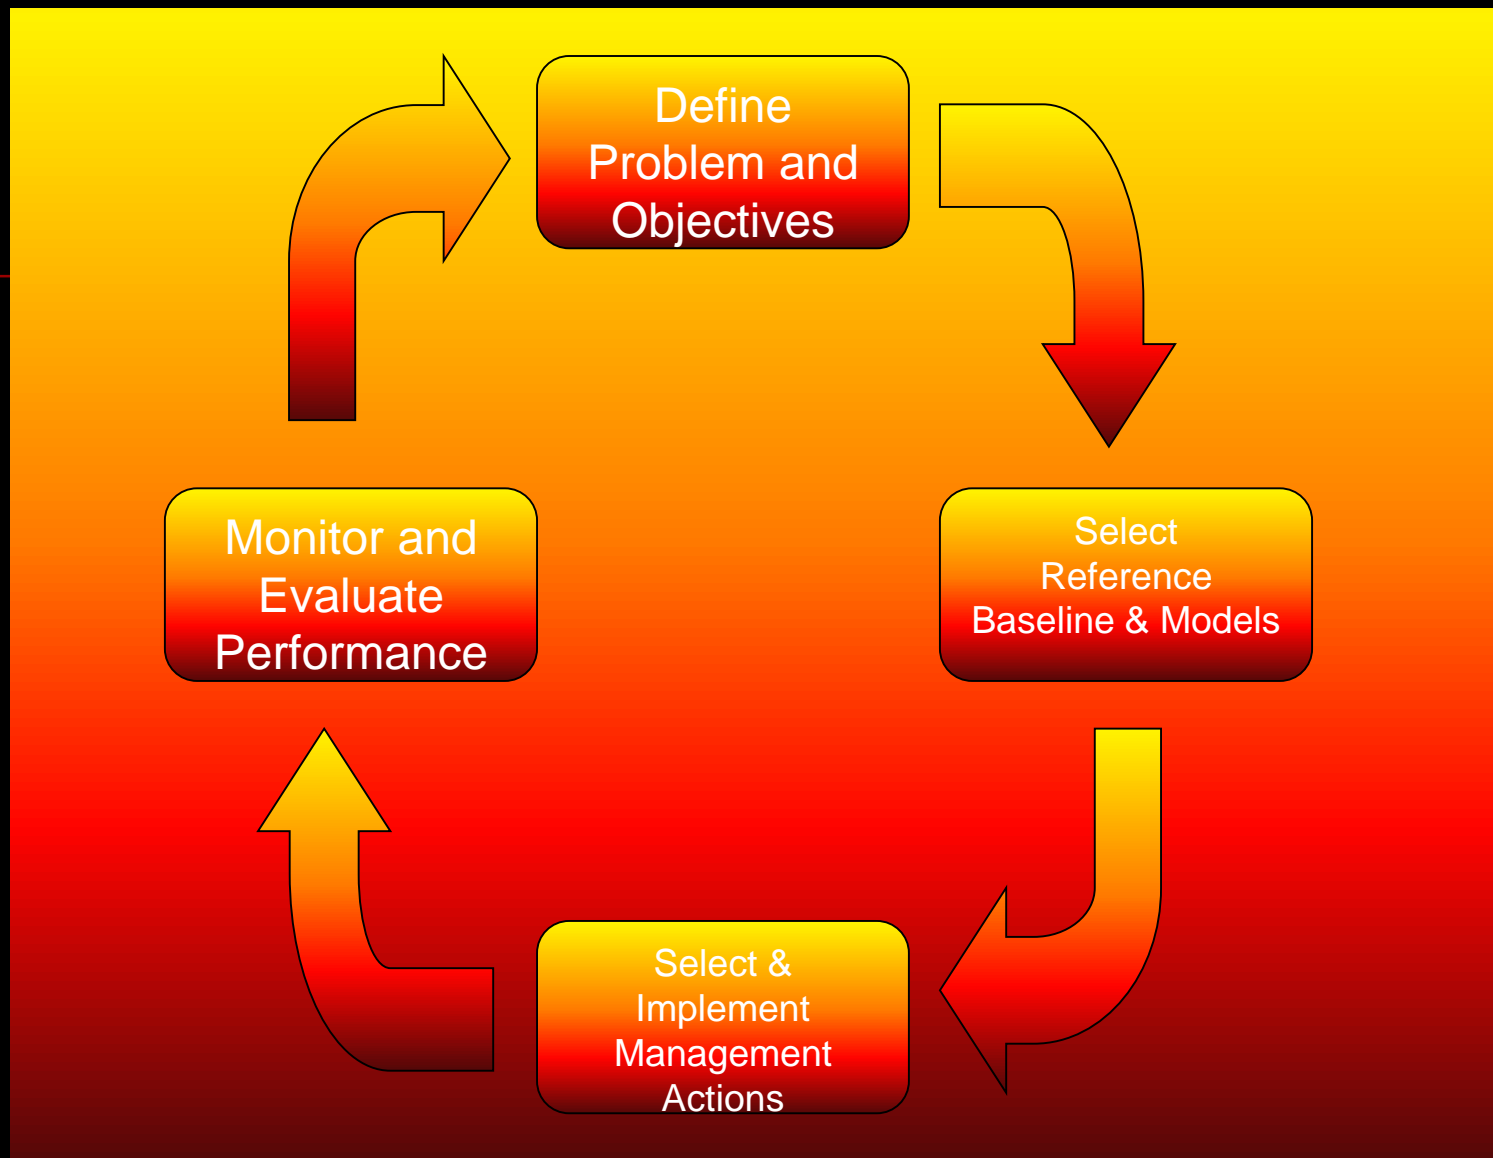 Define
Problem and
Objectives
Monitor and
Evaluate
Performance
Select
Reference
Baseline & Models
Select &
Implement
Management
Actions